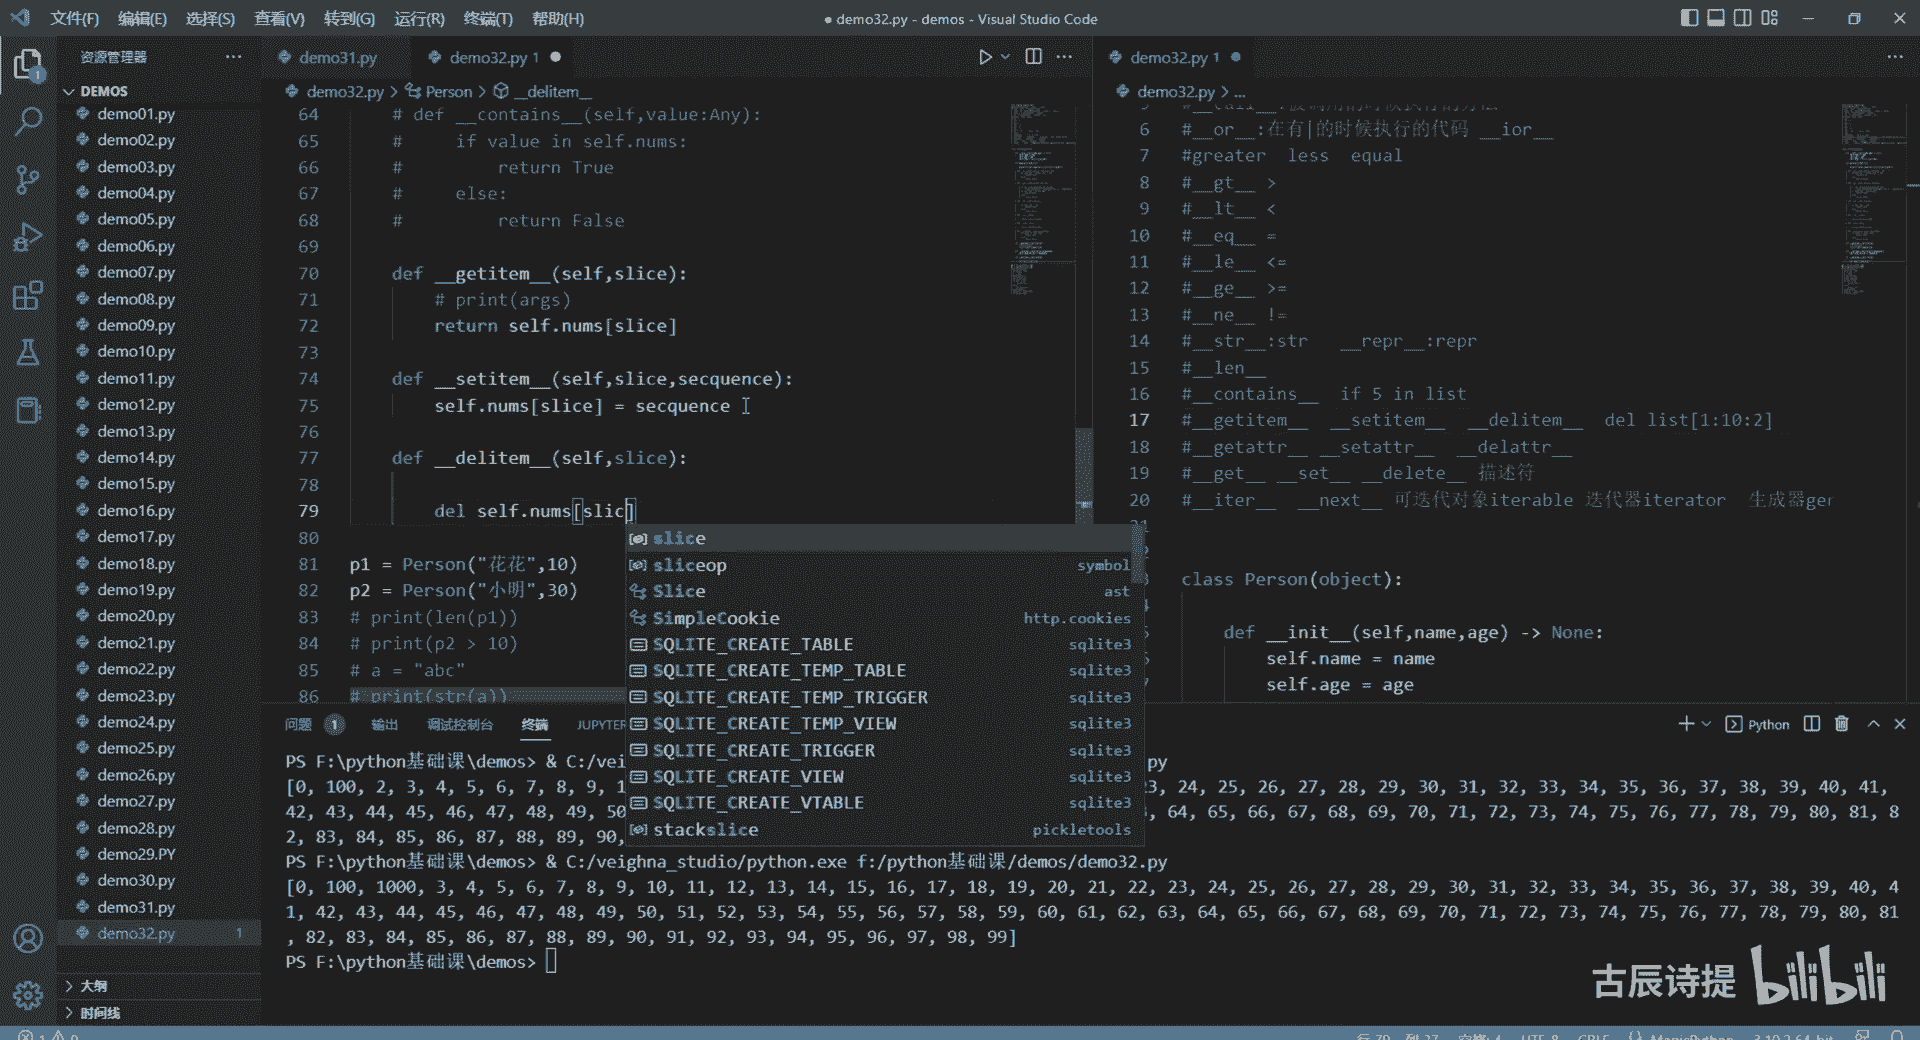 文件(F) 编辑(E) 选择(S) 查看(V) 转到(G) 运行(R) 终端(T) 帮助(H)
● demo32.py - demos - Visual Studio Code
资源管理器 ···
DEMOS
demo01.py
demo02.py
demo03.py
demo04.py
demo05.py
demo06.py
demo07.py
demo08.py
demo09.py
demo10.py
demo11.py
demo12.py
demo13.py
demo14.py
demo15.py
demo16.py
demo17.py
demo18.py
demo19.py
demo20.py
demo21.py
demo22.py
demo23.py
demo24.py
demo25.py
demo26.py
demo27.py
demo28.py
demo29.PY
demo30.py
demo31.py
demo32.py 1
大纲
时间线
demo31.py demo32.py 1
demo32.py > Person > __delitem__
64 # def __contains__(self,value:Any):
65 #     if value in self.nums:
66 #         return True
67 #     else:
68 #         return False
69
70 def __getitem__(self,slice):
71     # print(args)
72     return self.nums[slice]
73
74 def __setitem__(self,slice,secquence):
75     self.nums[slice] = secquence
76
77 def __delitem__(self,slice):
78
79     del self.nums[slic]
80
81 p1 = Person("花花",10)
82 p2 = Person("小明",30)
83 # print(len(p1))
84 # print(p2 > 10)
85 # a = "abc"
86 # print(str(a))
slice
sliceop symbol
Slice ast
SimpleCookie http.cookies
SQLITE_CREATE_TABLE sqlite3
SQLITE_CREATE_TEMP_TABLE sqlite3
SQLITE_CREATE_TEMP_TRIGGER sqlite3
SQLITE_CREATE_TEMP_VIEW sqlite3
SQLITE_CREATE_TRIGGER sqlite3
SQLITE_CREATE_VIEW sqlite3
SQLITE_CREATE_VTABLE sqlite3
stackslice pickletools
demo32.py 1
demo32.py > ...
6 #__or__:在有|的时候执行的代码 __ior__
7 #greater  less  equal
8 #__gt__ >
9 #__lt__ <
10 #__eq__ =
11 #__le__ <=
12 #__ge__ >=
13 #__ne__ !=
14 #__str__:str   __repr__:repr
15 #__len__
16 #__contains__  if 5 in list
17 #__getitem__  __setitem__  __delitem__  del list[1:10:2]
18 #__getattr__ __setattr__  __delattr__
19 #__get__ __set__ __delete__ 描述符
20 #__iter__  __next__ 可迭代对象iterable 迭代器iterator  生成器ger
class Person(object):
def __init__(self,name,age) -> None:
self.name = name
self.age = age
问题 1 输出 调试控制台 终端 JUPYTER
Python
PS F:\python基础课\demos> & C:/vei py
[0, 100, 2, 3, 4, 5, 6, 7, 8, 9, 1 3, 24, 25, 26, 27, 28, 29, 30, 31, 32, 33, 34, 35, 36, 37, 38, 39, 40, 41,
42, 43, 44, 45, 46, 47, 48, 49, 50 , 64, 65, 66, 67, 68, 69, 70, 71, 72, 73, 74, 75, 76, 77, 78, 79, 80, 81, 8
2, 83, 84, 85, 86, 87, 88, 89, 90,
PS F:\python基础课\demos> & C:/veighna_studio/python.exe f:/python基础课/demos/demo32.py
[0, 100, 1000, 3, 4, 5, 6, 7, 8, 9, 10, 11, 12, 13, 14, 15, 16, 17, 18, 19, 20, 21, 22, 23, 24, 25, 26, 27, 28, 29, 30, 31, 32, 33, 34, 35, 36, 37, 38, 39, 40, 4
1, 42, 43, 44, 45, 46, 47, 48, 49, 50, 51, 52, 53, 54, 55, 56, 57, 58, 59, 60, 61, 62, 63, 64, 65, 66, 67, 68, 69, 70, 71, 72, 73, 74, 75, 76, 77, 78, 79, 80, 81
, 82, 83, 84, 85, 86, 87, 88, 89, 90, 91, 92, 93, 94, 95, 96, 97, 98, 99]
PS F:\python基础课\demos>
古辰诗提 bilibili